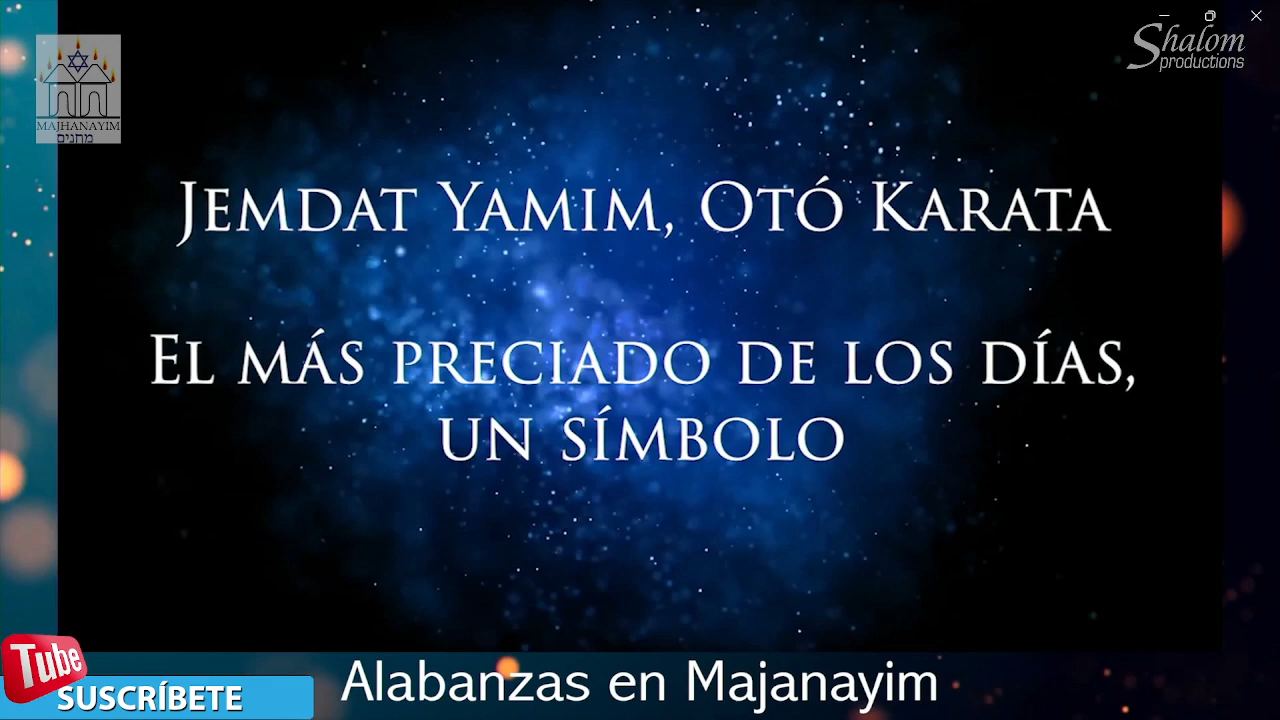 Shalom
productions
MAJHANAYIM
מחנים
Jemdat Yamim, Otó Karata
El más preciado de los días,
un símbolo
Tube
SUSCRÍBETE
Alabanzas en Majanayim